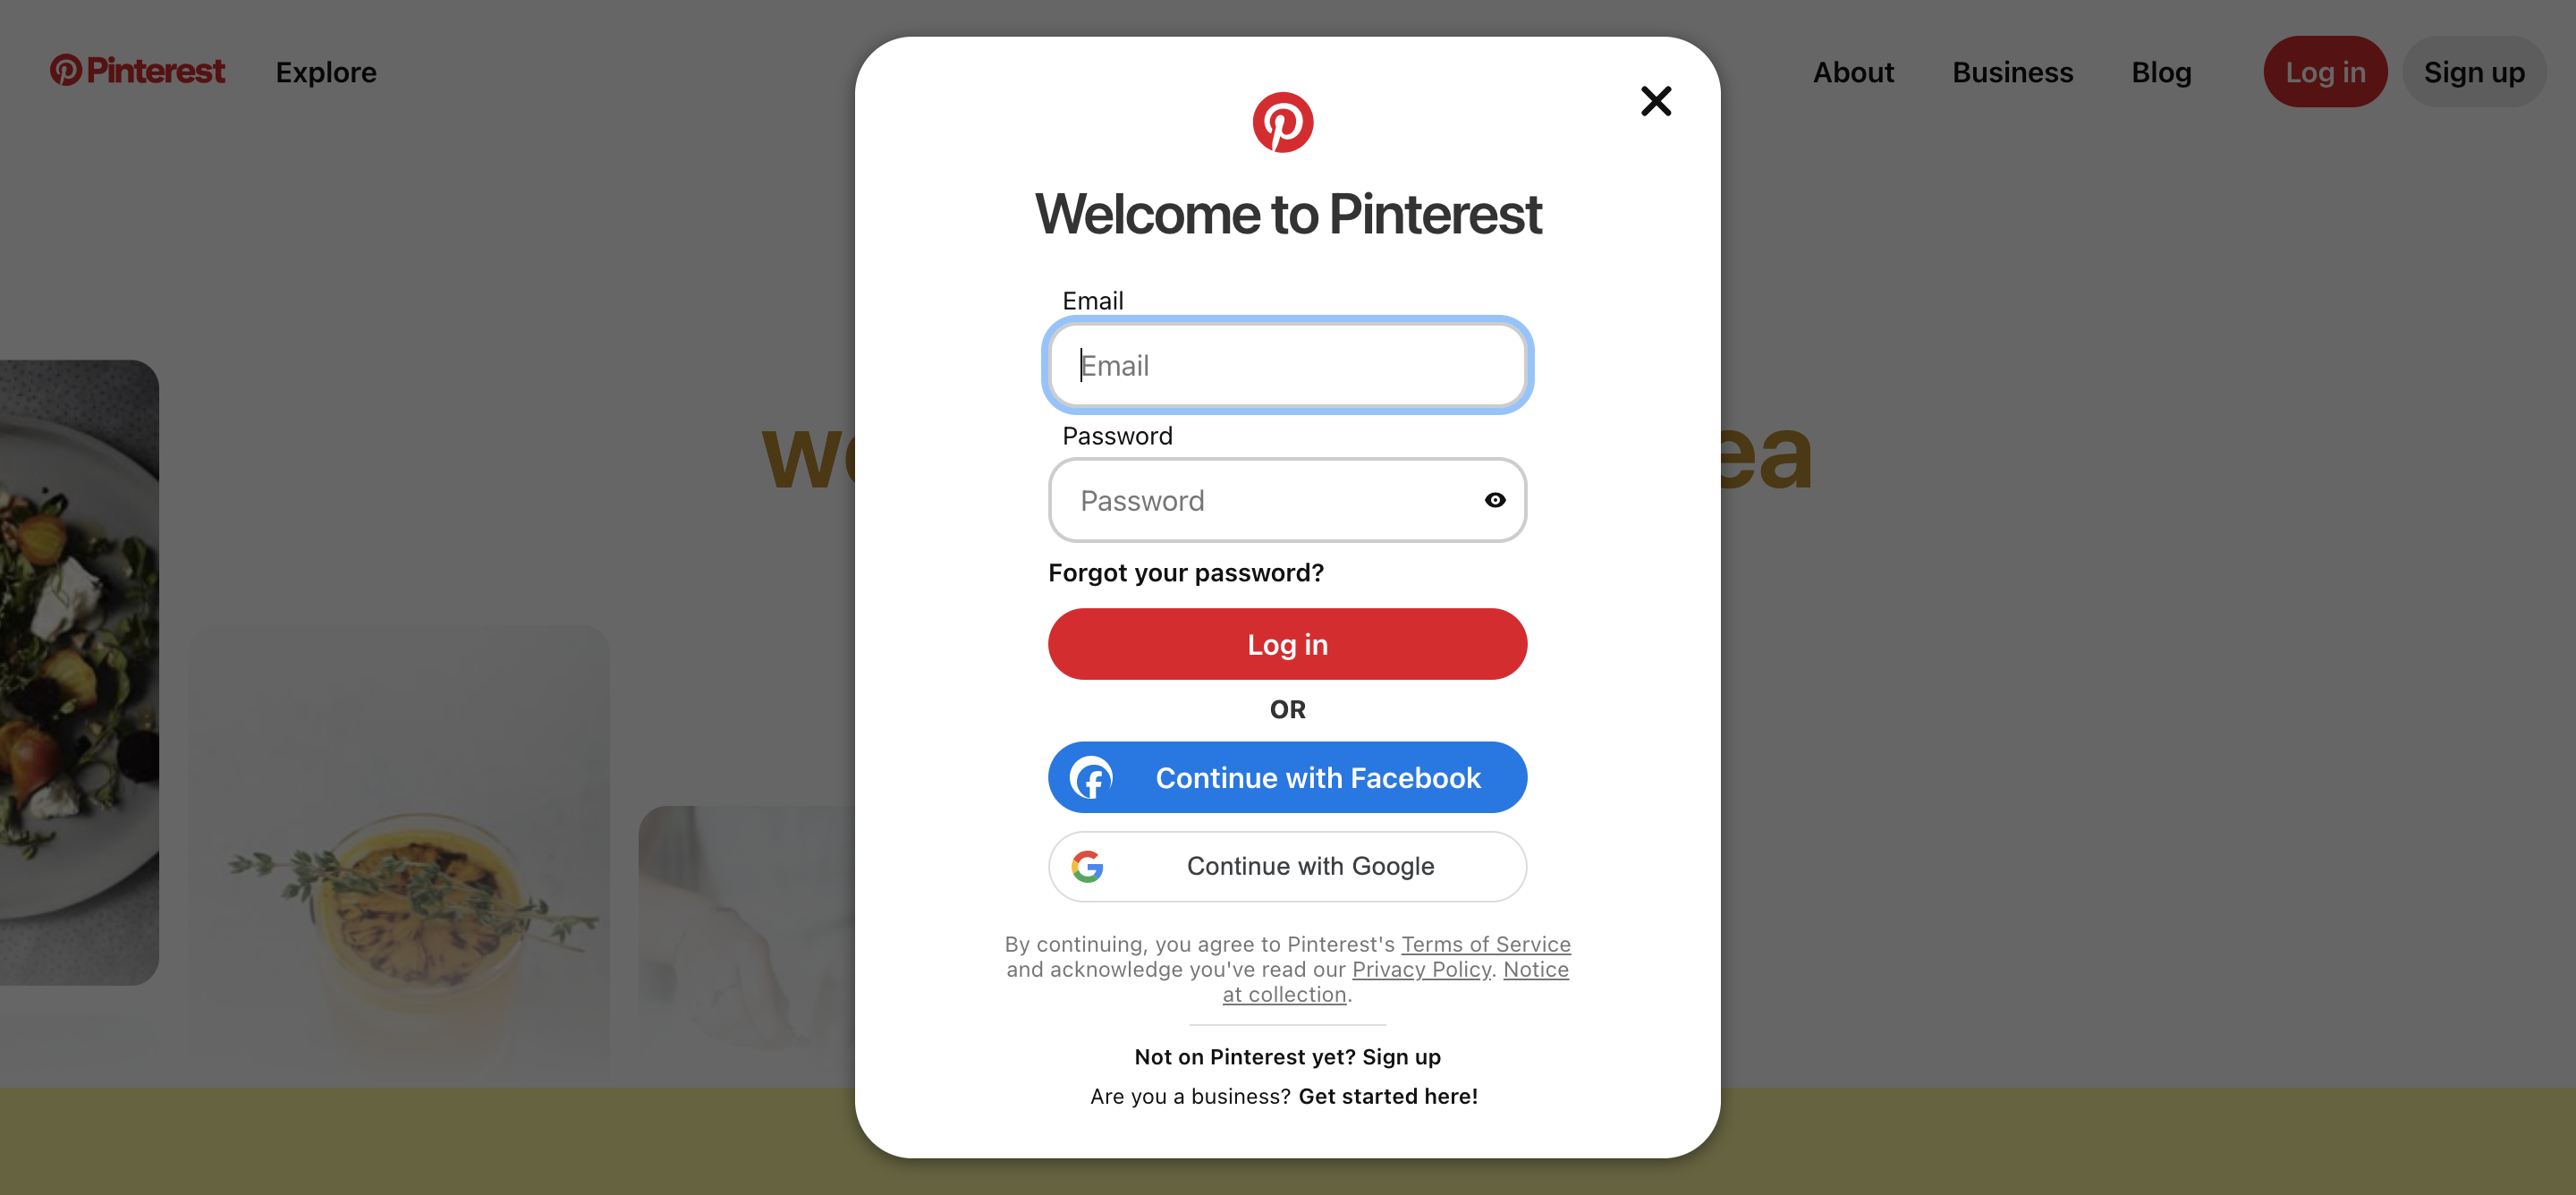 Pinterest
Explore
About
Business
Blog
Log in
Sign up
Welcome to Pinterest
Email
Email
Password
Password
Forgot your password?
Log in
OR
Continue with Facebook
Continue with Google
By continuing, you agree to Pinterest's Terms of Service
and acknowledge you've read our Privacy Policy. Notice
at collection.
Not on Pinterest yet? Sign up
Are you a business? Get started here!